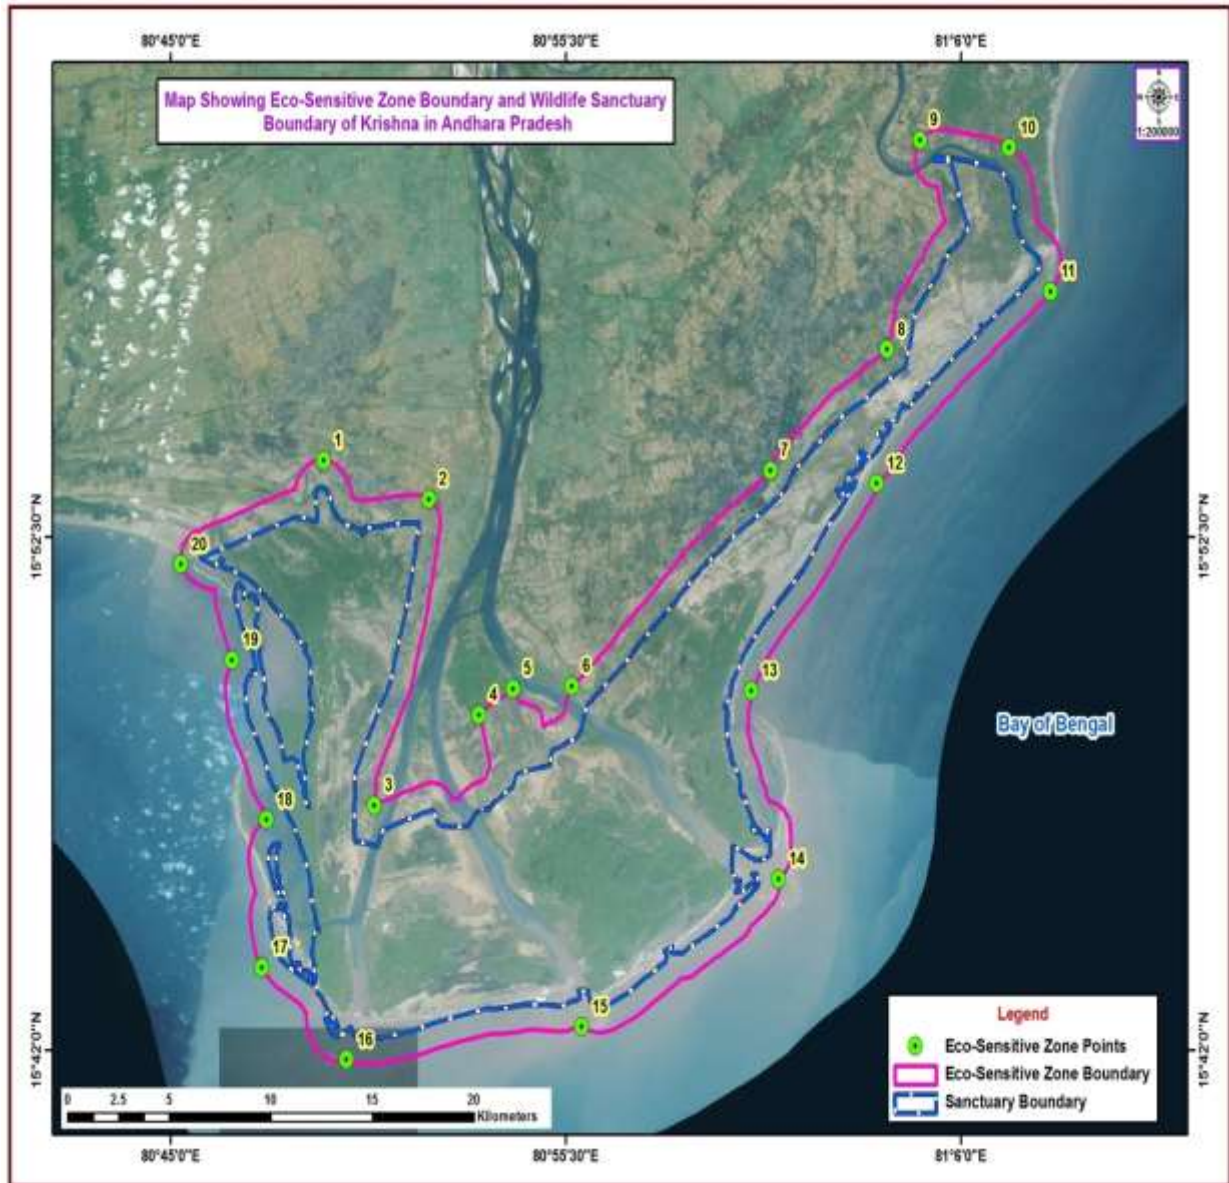 80°45'0"E
80°55'30"E
81°6'0"E
Map Showing Eco-Sensitive Zone Boundary and Wildlife Sanctuary
Boundary of Krishna in Andhara Pradesh
1:200000
9
10
11
8
12
7
1
2
15°52'30"N
15°52'30"N
20
19
6
5
13
4
Bay of Bengal
3
18
14
17
15
16
Legend
Eco-Sensitive Zone Points
Eco-Sensitive Zone Boundary
Sanctuary Boundary
15°42'0"N
15°42'0"N
0 2.5 5 10 15 20
Kilometers
80°45'0"E
80°55'30"E
81°6'0"E